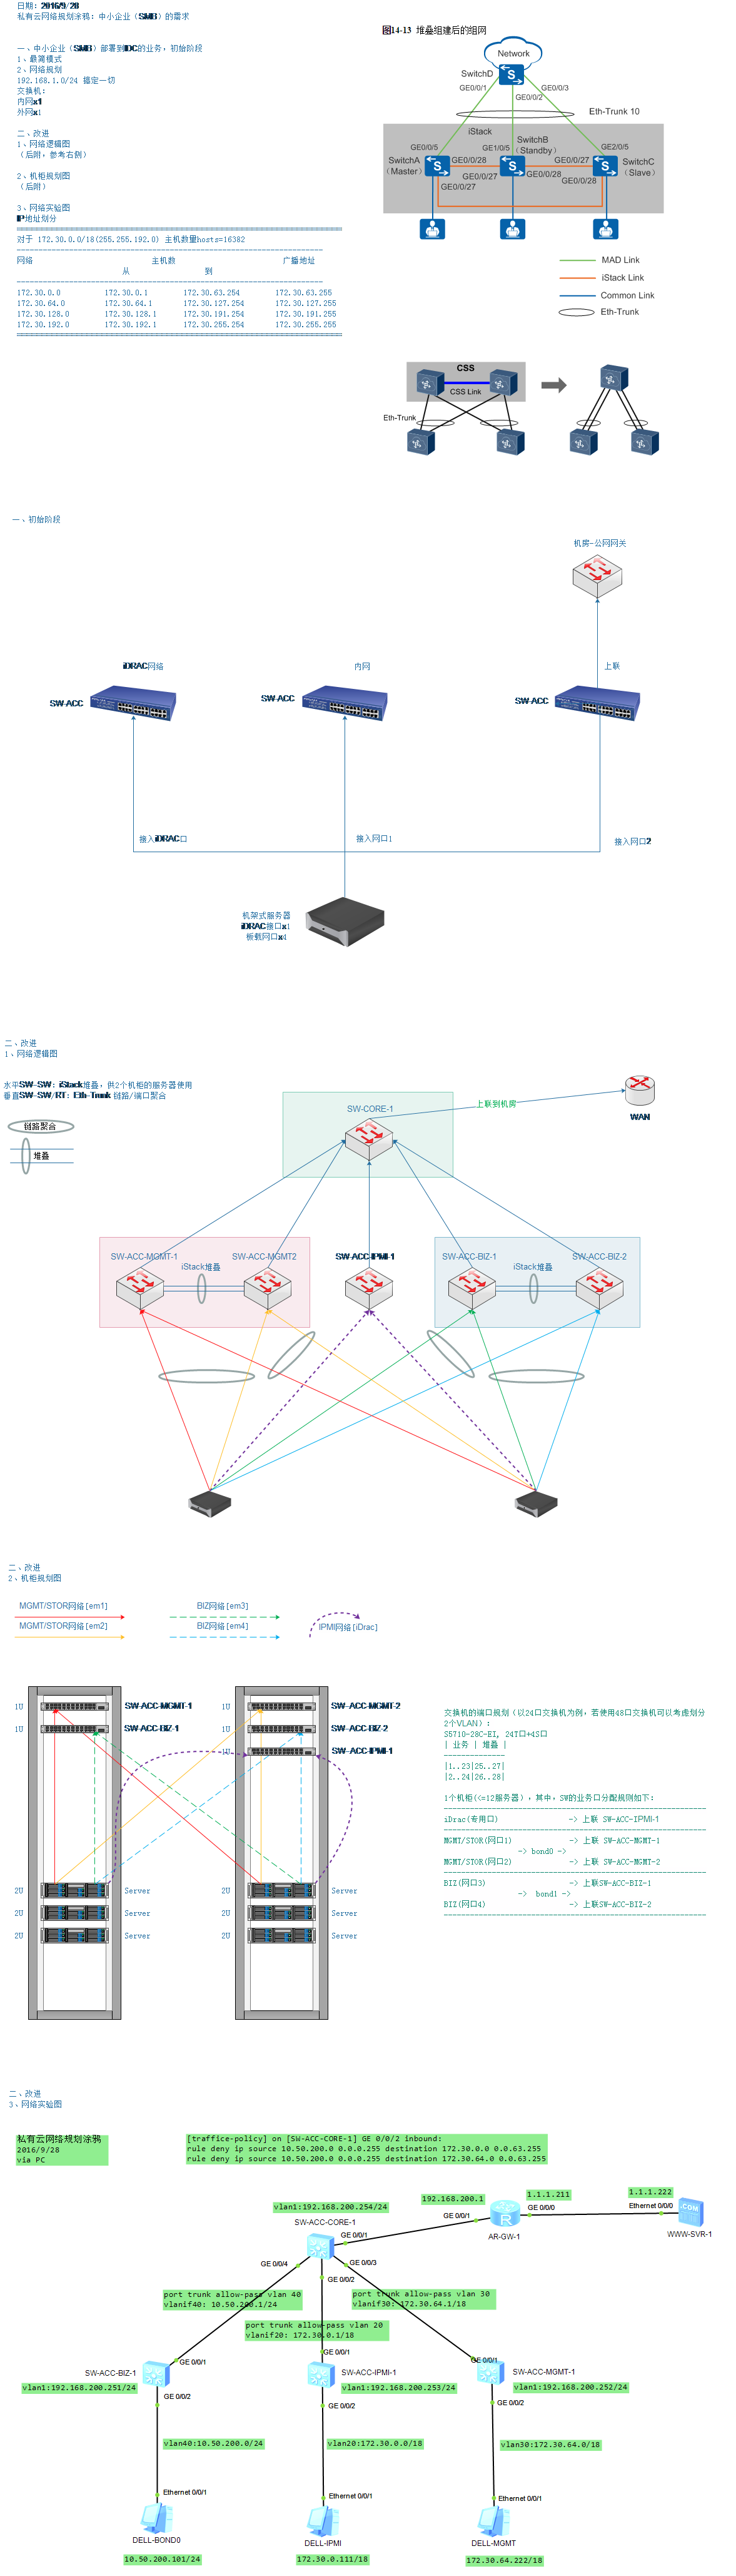 日期: 2016/9/28
私有云网络规划涂鸦: 中小企业（SMB）的需求
一、中小企业（SMB）部署到IDC的业务, 初始阶段
1、最简模式
2、网络规划
192.168.1.0/24 搞定一切
交换机:
内网x1
外网x1
二、改进
1、网络逻辑图
（后附, 参考右侧）
2、机柜规划图
（后附）
3、网络实验图
IP地址划分
对于 172.30.0.0/18(255.255.192.0) 主机数量hosts=16382
网络 主机数 广播地址
从 到
172.30.0.0 172.30.0.1 172.30.63.254 172.30.63.255
172.30.64.0 172.30.64.1 172.30.127.254 172.30.127.255
172.30.128.0 172.30.128.1 172.30.191.254 172.30.191.255
172.30.192.0 172.30.192.1 172.30.255.254 172.30.255.255
图14-13 堆叠组建后的组网
Network
SwitchD
GE0/0/1
GE0/0/2
GE0/0/3
Eth-Trunk 10
iStack
SwitchB
（Standby）
GE0/0/5
GE1/0/5
GE2/0/5
SwitchA
（Master）
GE0/0/28
GE0/0/27
GE0/0/27
GE0/0/28
GE0/0/27
GE0/0/28
SwitchC
（Slave）
MAD Link
iStack Link
Common Link
Eth-Trunk
CSS
CSS Link
Eth-Trunk
一、初始阶段
机房-公网网关
iDRAC网络
内网
上联
SW-ACC
SW-ACC
SW-ACC
接入iDRAC口
接入网口1
接入网口2
机架式服务器
iDRAC接口x1
板载网口x4
二、改进
1、网络逻辑图
水平SW-SW: iStack堆叠, 供2个机柜的服务器使用
垂直SW-SW/RT: Eth-Trunk 链路/端口聚合
链路聚合
堆叠
SW-CORE-1
上联到机房
WAN
SW-ACC-MGMT-1
SW-ACC-MGMT2
SW-ACC-IPMI-1
SW-ACC-BIZ-1
SW-ACC-BIZ-2
iStack堆叠
iStack堆叠
二、改进
2、机柜规划图
MGMT/STOR网络[em1]
MGMT/STOR网络[em2]
BIZ网络[em3]
BIZ网络[em4]
IPMI网络[iDrac]
1U SW-ACC-MGMT-1
1U SW-ACC-BIZ-1
2U Server
2U Server
2U Server
1U SW-ACC-MGMT-2
1U SW-ACC-BIZ-2
1U SW-ACC-IPMI-1
2U Server
2U Server
2U Server
交换机的端口规划（以24口交换机为例, 若使用48口交换机可以考虑划分
2个VLAN）:
S5710-28C-EI, 24T口+4S口
| 业务 | 堆叠 |
|1..23|25..27|
|2..24|26..28|
1个机柜(<=12服务器) , 其中, SW的业务口分配规则如下:
iDrac(专用口) -> 上联 SW-ACC-IPMI-1
MGMT/STOR(网口1) -> 上联 SW-ACC-MGMT-1
-> bond0 ->
MGMT/STOR(网口2) -> 上联 SW-ACC-MGMT-2
BIZ(网口3) -> 上联SW-ACC-BIZ-1
-> bond1 ->
BIZ(网口4) -> 上联SW-ACC-BIZ-2
二、改进
3、网络实验图
私有云网络规划涂鸦
2016/9/28
via PC
[traffice-policy] on [SW-ACC-CORE-1] GE 0/0/2 inbound:
rule deny ip source 10.50.200.0 0.0.0.255 destination 172.30.0.0 0.0.63.255
rule deny ip source 10.50.200.0 0.0.0.255 destination 172.30.64.0 0.0.63.255
vlan1:192.168.200.254/24
SW-ACC-CORE-1
192.168.200.1
GE 0/0/1
GE 0/0/1
1.1.1.211
GE 0/0/0
AR-GW-1
1.1.1.222
Ethernet 0/0/0
WWW-SVR-1
GE 0/0/4
GE 0/0/3
GE 0/0/2
port trunk allow-pass vlan 40
vlanif40: 10.50.200.1/24
port trunk allow-pass vlan 30
vlanif30: 172.30.64.1/18
port trunk allow-pass vlan 20
vlanif20: 172.30.0.1/18
GE 0/0/1
SW-ACC-BIZ-1
vlan1:192.168.200.251/24
GE 0/0/2
GE 0/0/1
SW-ACC-IPMI-1
vlan1:192.168.200.253/24
GE 0/0/2
GE 0/0/1
SW-ACC-MGMT-1
vlan1:192.168.200.252/24
GE 0/0/2
vlan40:10.50.200.0/24
vlan20:172.30.0.0/18
vlan30:172.30.64.0/18
Ethernet 0/0/1
DELL-BOND0
10.50.200.101/24
Ethernet 0/0/1
DELL-IPMI
172.30.0.111/18
Ethernet 0/0/1
DELL-MGMT
172.30.64.222/18